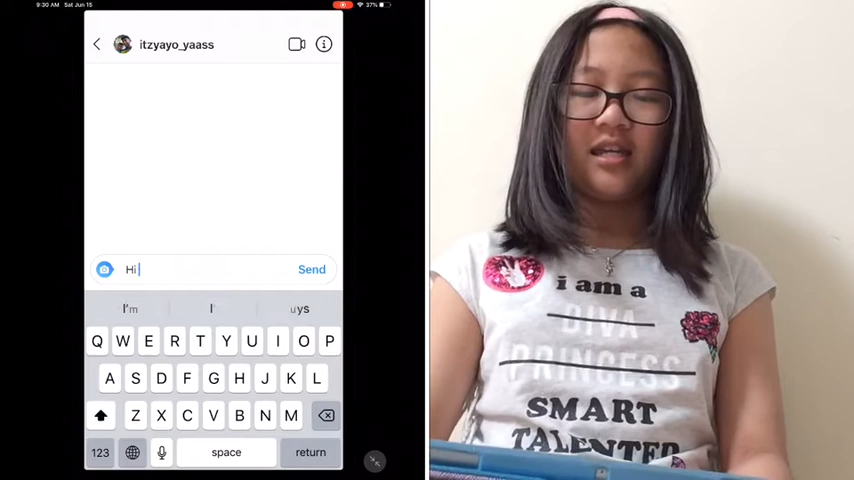 9:30 AM Sat Jun 15
37%
itzyayo_yaass
Hi
Send
I'm
I'
uys
Q W E R T Y U I O P
A S D F G H J K L
Z X C V B N M
123
space
return
i am a
DIVA
PRINCESS
SMART
TALENTED